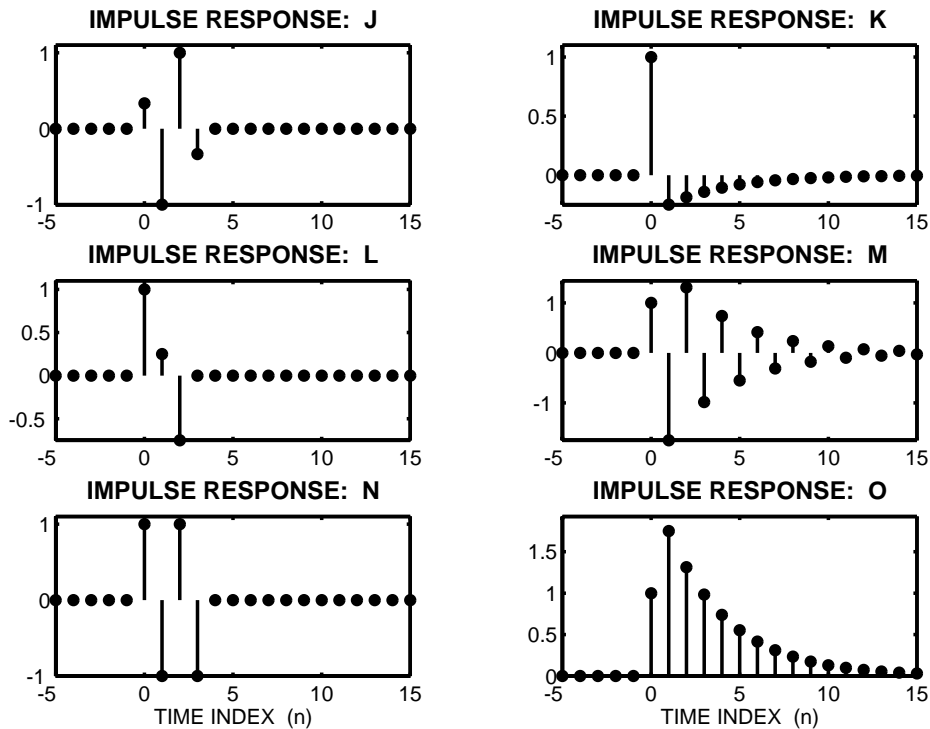 IMPULSE RESPONSE: J
1
0
-1
-5 0 5 10 15
IMPULSE RESPONSE: K
1
0.5
0
-5 0 5 10 15
IMPULSE RESPONSE: L
1
0.5
0
-0.5
-5 0 5 10 15
IMPULSE RESPONSE: M
1
0
-1
-5 0 5 10 15
IMPULSE RESPONSE: N
1
0
-1
-5 0 5 10 15
TIME INDEX (n)
IMPULSE RESPONSE: O
1.5
1
0.5
0
-5 0 5 10 15
TIME INDEX (n)